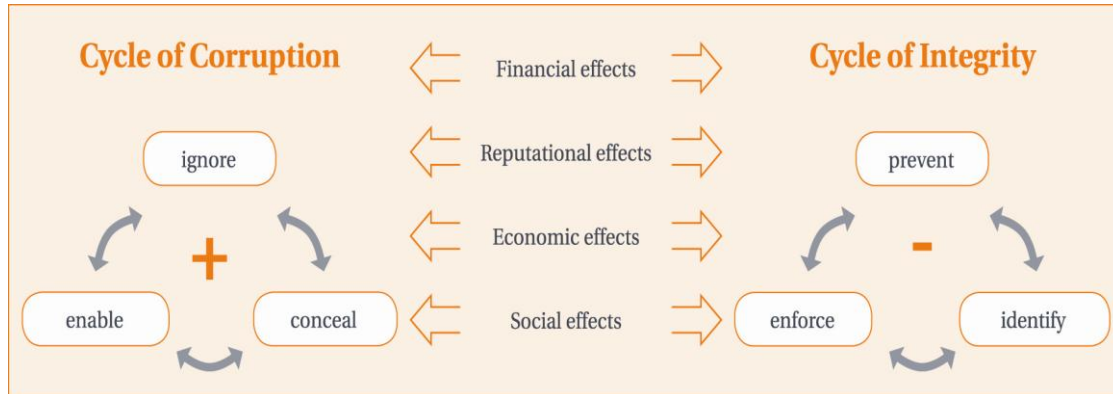 Cycle of Corruption
ignore
+
enable
conceal
Financial effects
Reputational effects
Economic effects
Social effects
Cycle of Integrity
prevent
-
enforce
identify